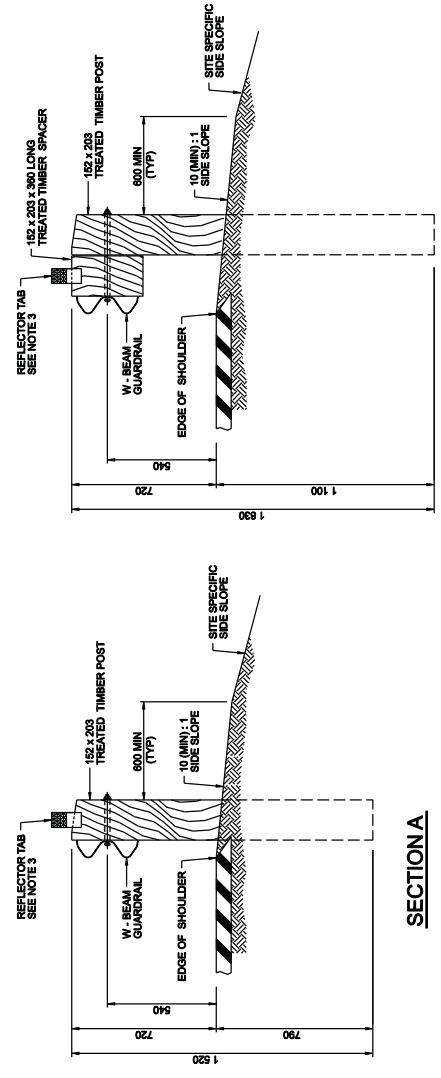 REFLECTOR TAB
SEE NOTE 3
152 x 203
TREATED TIMBER POST
W - BEAM
GUARDRAIL
600 MIN
(TYP)
10 (MIN) : 1
SIDE SLOPE
EDGE OF SHOULDER
SITE SPECIFIC
SIDE SLOPE
540
720
790
1 520
SECTION A
REFLECTOR TAB
SEE NOTE 3
152 x 203 x 360 LONG
TREATED TIMBER SPACER
152 x 203
TREATED TIMBER POST
W - BEAM
GUARDRAIL
600 MIN
(TYP)
10 (MIN) : 1
SIDE SLOPE
EDGE OF SHOULDER
SITE SPECIFIC
SIDE SLOPE
540
720
1 100
1 830